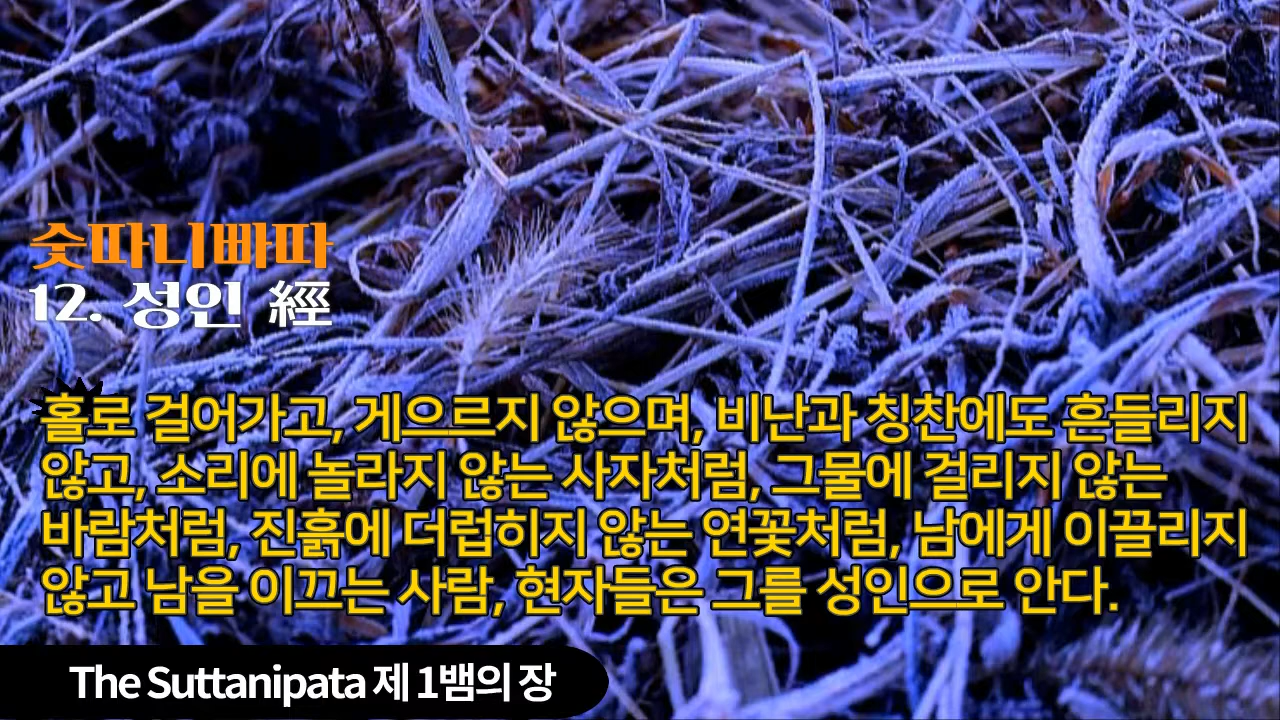 숫따니빠따
12. 성인 經
홀로 걸어가고, 게으르지 않으며, 비난과 칭찬에도 흔들리지
않고, 소리에 놀라지 않는 사자처럼, 그물에 걸리지 않는
바람처럼, 진흙에 더럽히지 않는 연꽃처럼, 남에게 이끌리지
않고 남을 이끄는 사람, 현자들은 그를 성인으로 안다.
The Suttanipata 제 1뱀의 장